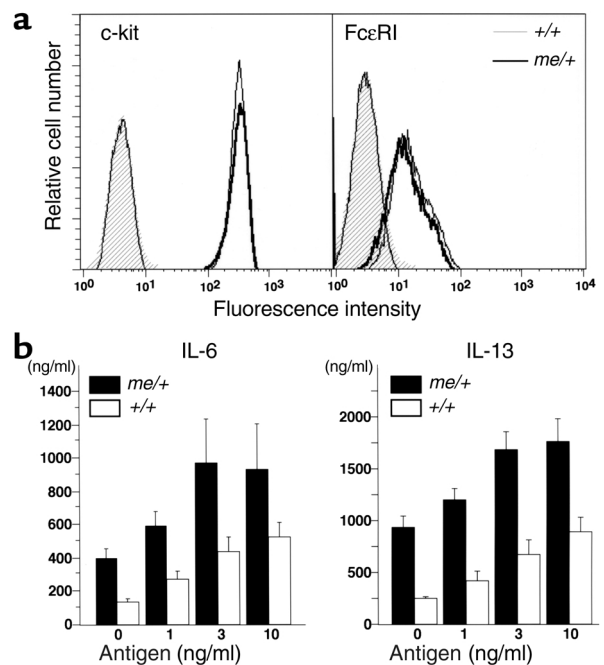 a
c-kit
FcεRI
+/+
me/+
Relative cell number
10⁰ 10¹ 10² 10³ 10⁰ 10¹ 10² 10³ 10⁴
Fluorescence intensity
b
IL-6
(ng/ml)
me/+
+/+
1400
1200
1000
800
600
400
200
0
0 1 3 10
Antigen (ng/ml)
IL-13
(ng/ml)
me/+
+/+
2000
1750
1500
1000
500
250
0
0 1 3 10
Antigen (ng/ml)